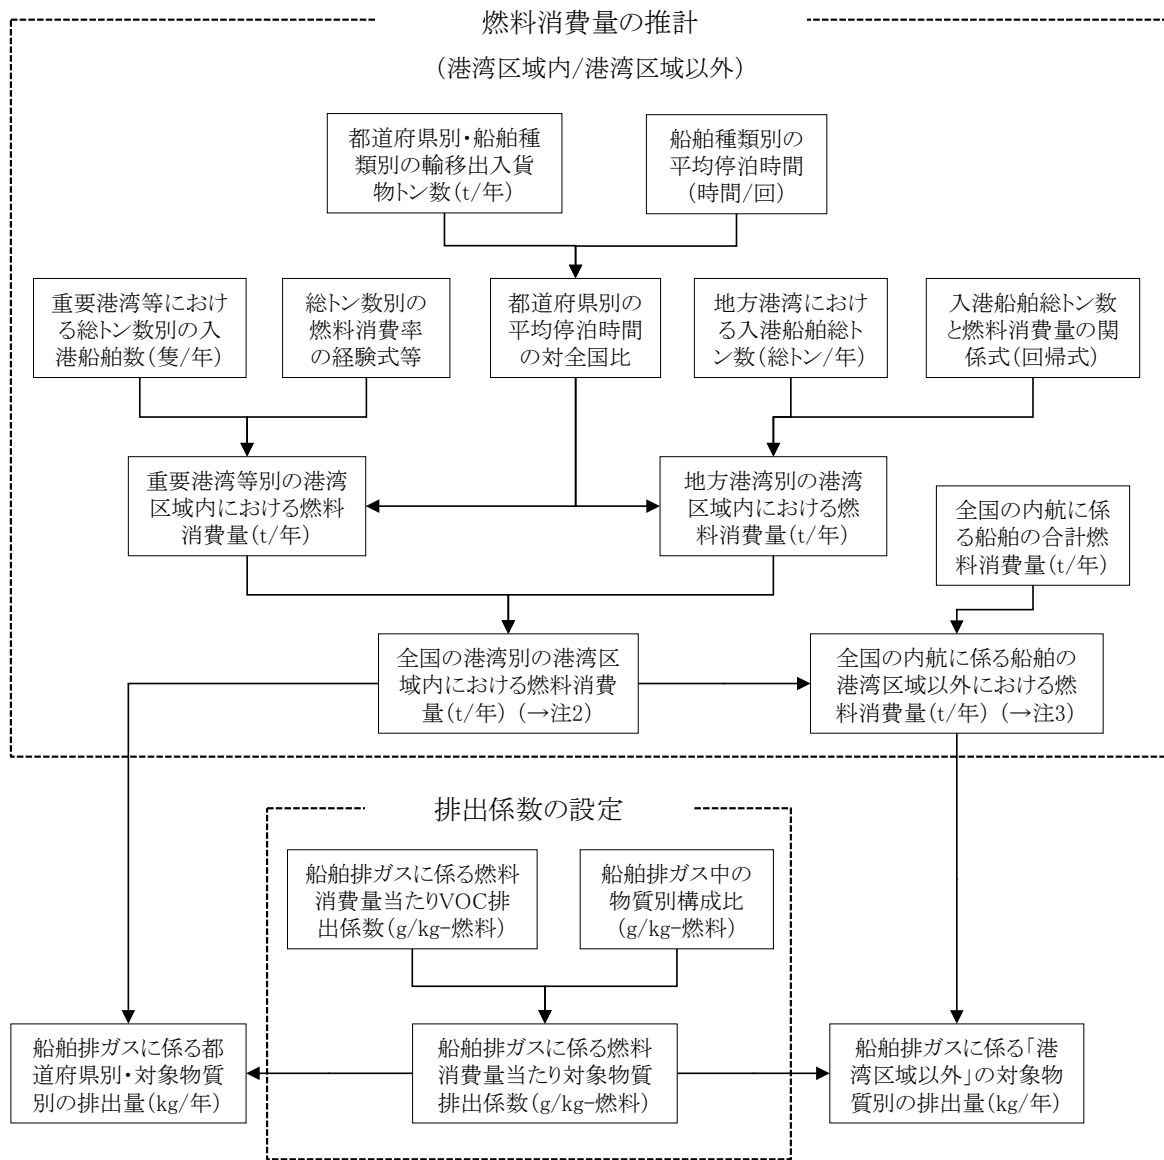 燃料消費量の推計
(港湾区域内/港湾区域以外)
都道府県別・船舶種
類別の輸移出入貨
物トン数(t/年)
船舶種類別の
平均停泊時間
(時間/回)
重要港湾等におけ
る総トン数別の入
港船舶数(隻/年)
総トン数別の
燃料消費率
の経験式等
都道府県別の
平均停泊時間
の対全国比
地方港湾におけ
る入港船舶総ト
ン数(総トン/年)
入港船舶総トン数
と燃料消費量の関
係式(回帰式)
重要港湾等別の港湾
区域内における燃料
消費量(t/年)
地方港湾別の港湾
区域内における燃
料消費量(t/年)
全国の内航に係
る船舶の合計燃
料消費量(t/年)
全国の港湾別の港湾区
域内における燃料消費
量(t/年) (→注2)
全国の内航に係る船舶の
港湾区域以外における燃
料消費量(t/年) (→注3)
排出係数の設定
船舶排ガスに係る燃料
消費量当たりVOC排
出係数(g/kg-燃料)
船舶排ガス中の
物質別構成比
(g/kg-燃料)
船舶排ガスに係る都
道府県別・対象物質
別の排出量(kg/年)
船舶排ガスに係る燃料
消費量当たり対象物質
排出係数(g/kg-燃料)
船舶排ガスに係る「港
湾区域以外」の対象物
質別の排出量(kg/年)